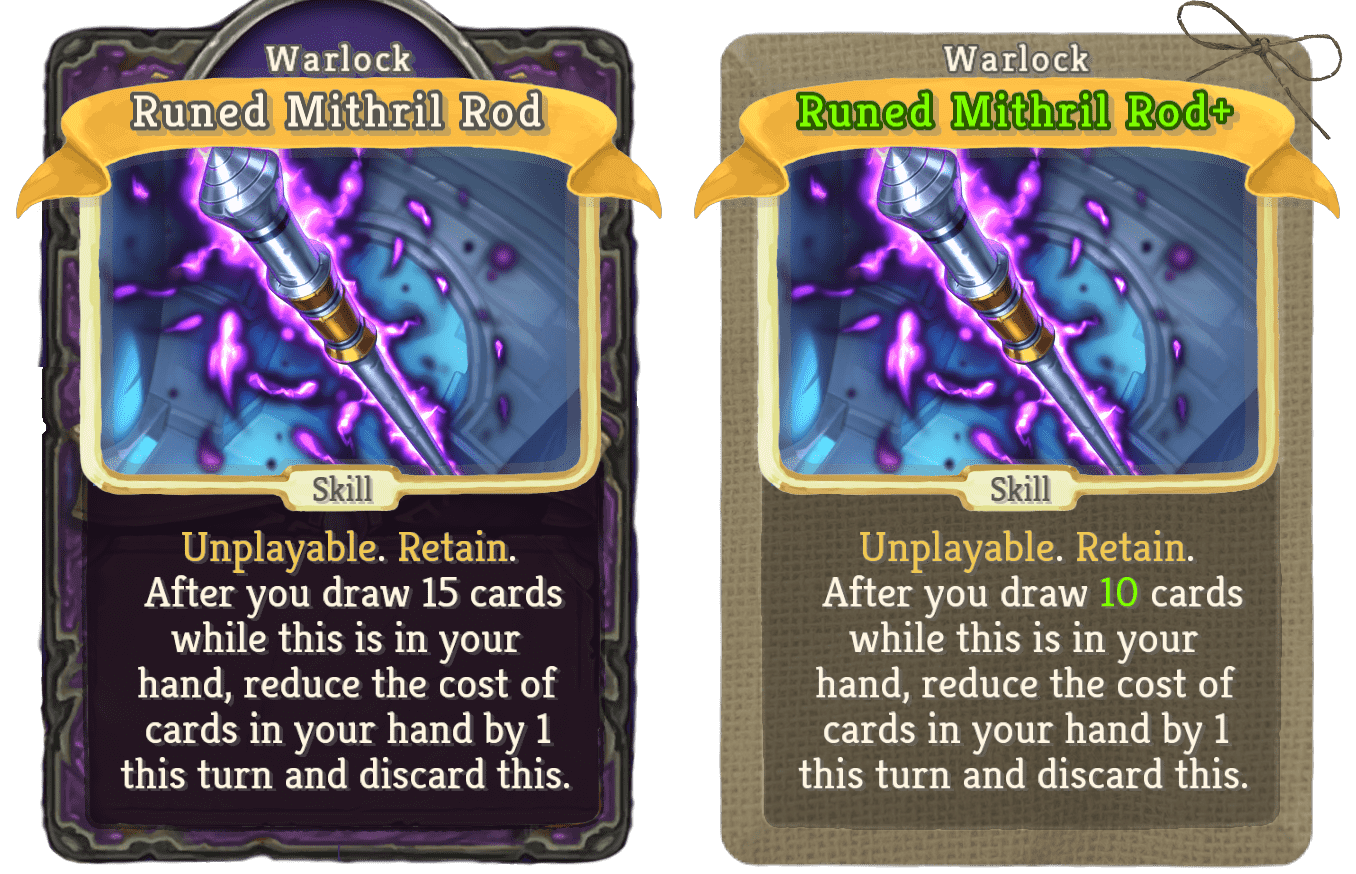 Warlock
Runed Mithril Rod
Skill
Unplayable. Retain.
After you draw 15 cards
while this is in your
hand, reduce the cost of
cards in your hand by 1
this turn and discard this.
Warlock
Runed Mithril Rod+
Skill
Unplayable. Retain.
After you draw 10 cards
while this is in your
hand, reduce the cost of
cards in your hand by 1
this turn and discard this.